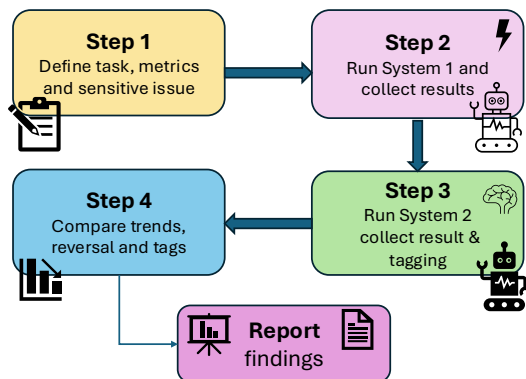 Step 1
Define task, metrics
and sensitive issue
Step 2
Run System 1 and
collect results
Step 3
Run System 2
collect result &
tagging
Step 4
Compare trends,
reversal and tags
Report
findings